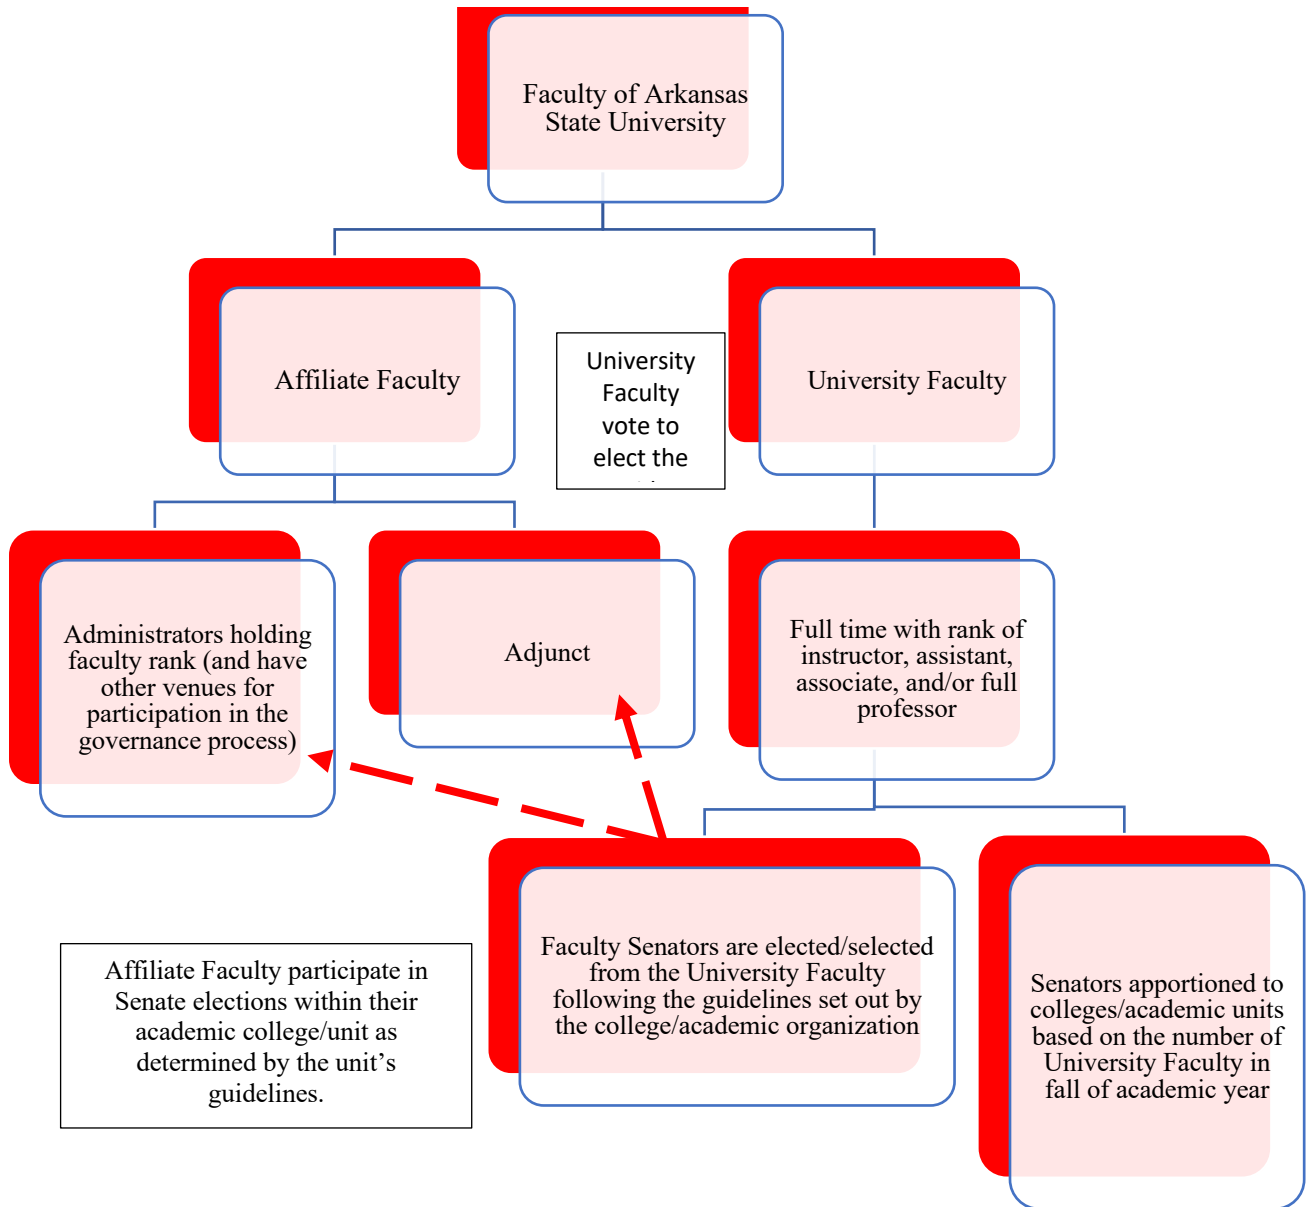 Faculty of Arkansas
State University
Affiliate Faculty
University
Faculty
vote to
elect the
University Faculty
Administrators holding
faculty rank (and have
other venues for
participation in the
governance process)
Adjunct
Full time with rank of
instructor, assistant,
associate, and/or full
professor
Affiliate Faculty participate in
Senate elections within their
academic college/unit as
determined by the unit’s
guidelines.
Faculty Senators are elected/selected
from the University Faculty
following the guidelines set out by
the college/academic organization
Senators apportioned to
colleges/academic units
based on the number of
University Faculty in
fall of academic year